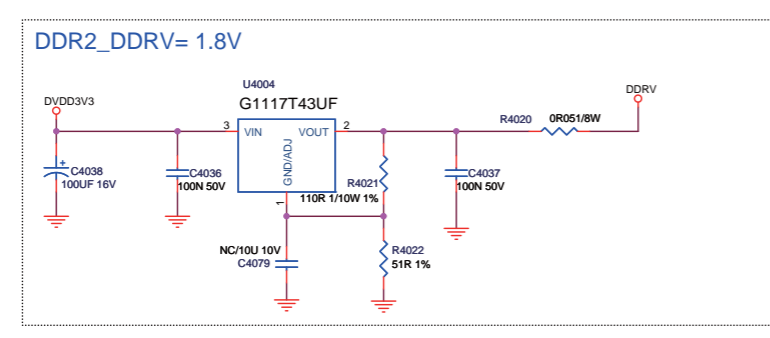 DDR2_DDRV= 1.8V
U4004
G1117T43UF
DVDD3V3
DDRV
3
VIN
VOUT
2
GND/ADJ
1
R4020
0R051/8W
C4038
100UF 16V
C4036
100N 50V
R4021
110R 1/10W 1%
C4037
100N 50V
NC/10U 10V
C4079
R4022
51R 1%